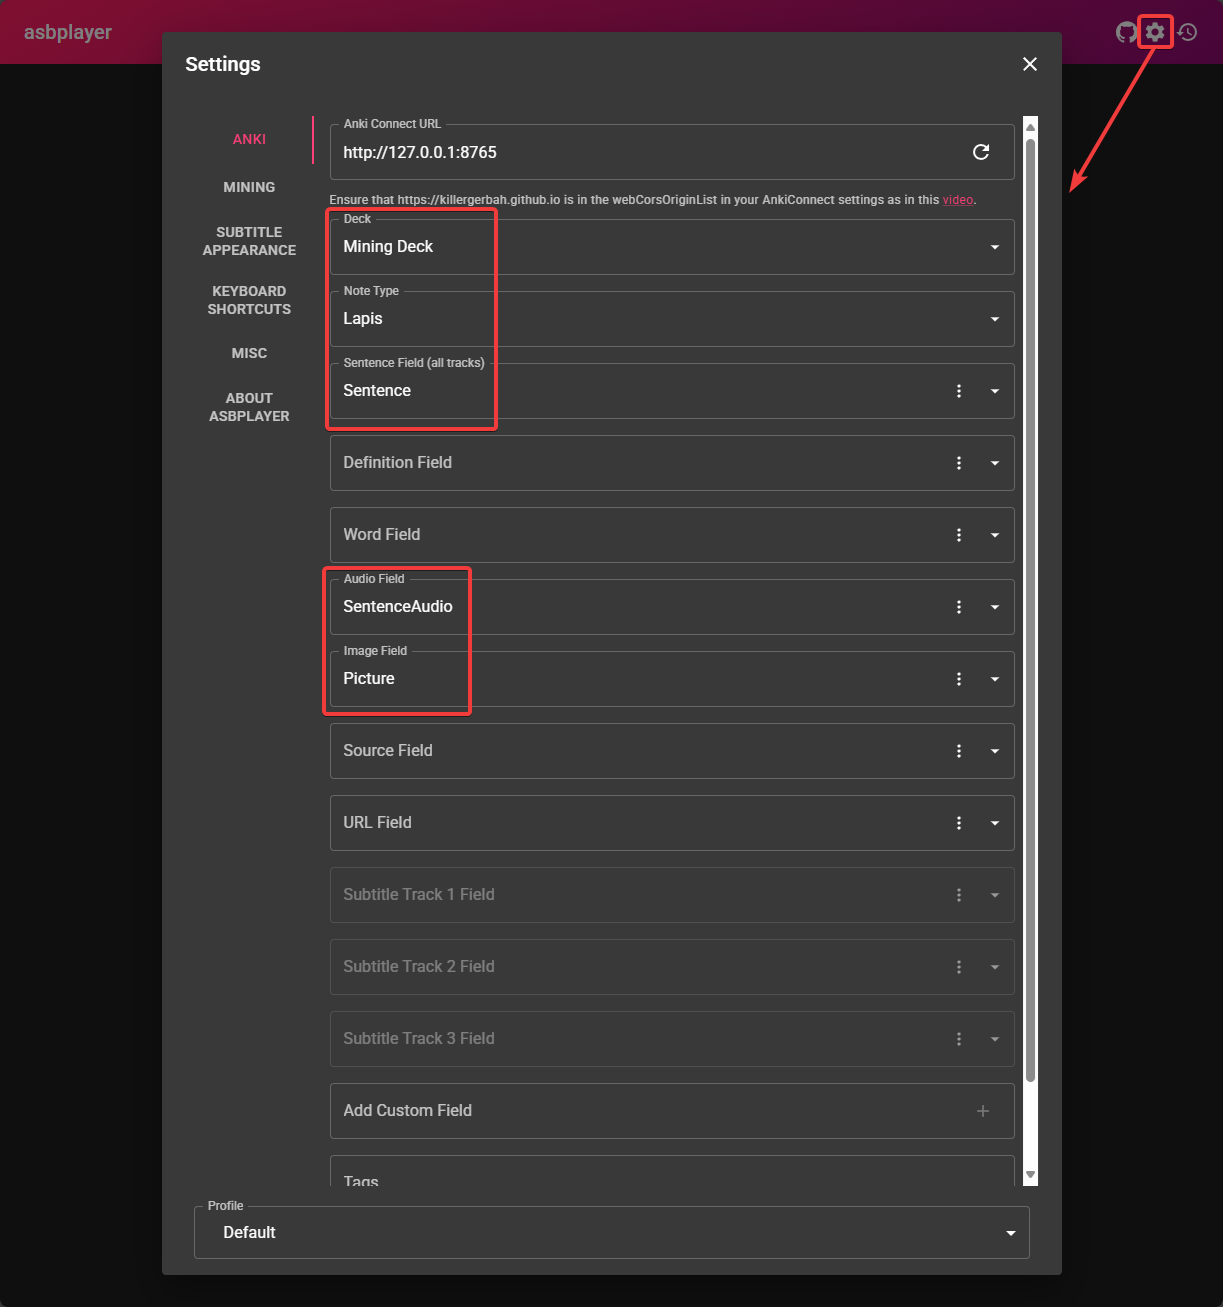 asbplayer
Settings
ANKI
MINING
SUBTITLE
APPEARANCE
KEYBOARD
SHORTCUTS
MISC
ABOUT
ASBPLAYER
Anki Connect URL
http://127.0.0.1:8765
Ensure that https://killergerbah.github.io is in the webCorsOriginList in your AnkiConnect settings as in this video.
Deck
Mining Deck
Note Type
Lapis
Sentence Field (all tracks)
Sentence
Definition Field
Word Field
Audio Field
SentenceAudio
Image Field
Picture
Source Field
URL Field
Subtitle Track 1 Field
Subtitle Track 2 Field
Subtitle Track 3 Field
Add Custom Field
Tags
Profile
Default